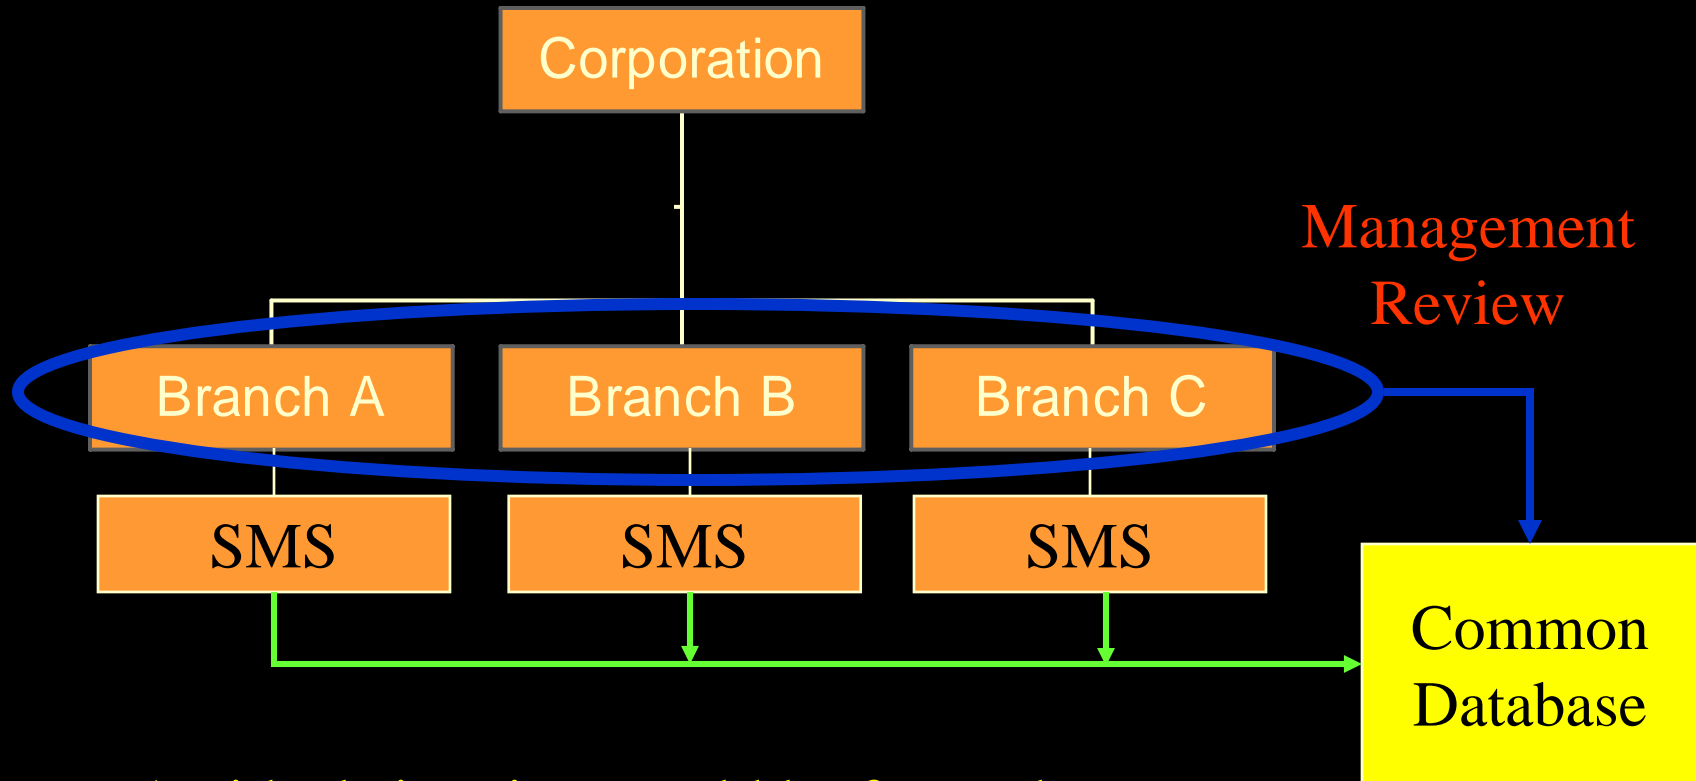 Corporation
Management
Review
Branch A
Branch B
Branch C
SMS
SMS
SMS
Common
Database